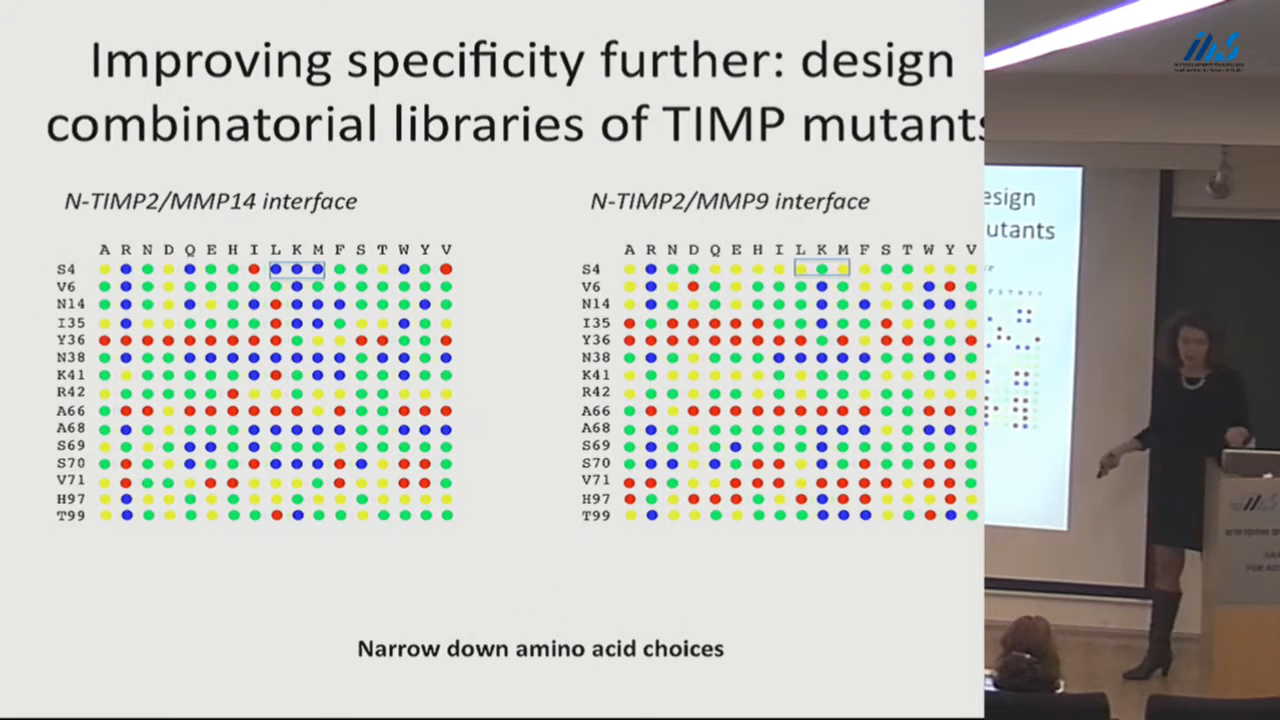 Improving specificity further: design
combinatorial libraries of TIMP mutants
N-TIMP2/MMP14 interface
A R N D Q E H I L K M F S T W Y V
S4
V6
N14
I35
Y36
N38
K41
R42
A66
A68
S69
S70
V71
H97
T99
N-TIMP2/MMP9 interface
A R N D Q E H I L K M F S T W Y V
S4
V6
N14
I35
Y36
N38
K41
R42
A66
A68
S69
S70
V71
H97
T99
Narrow down amino acid choices
esign
utants